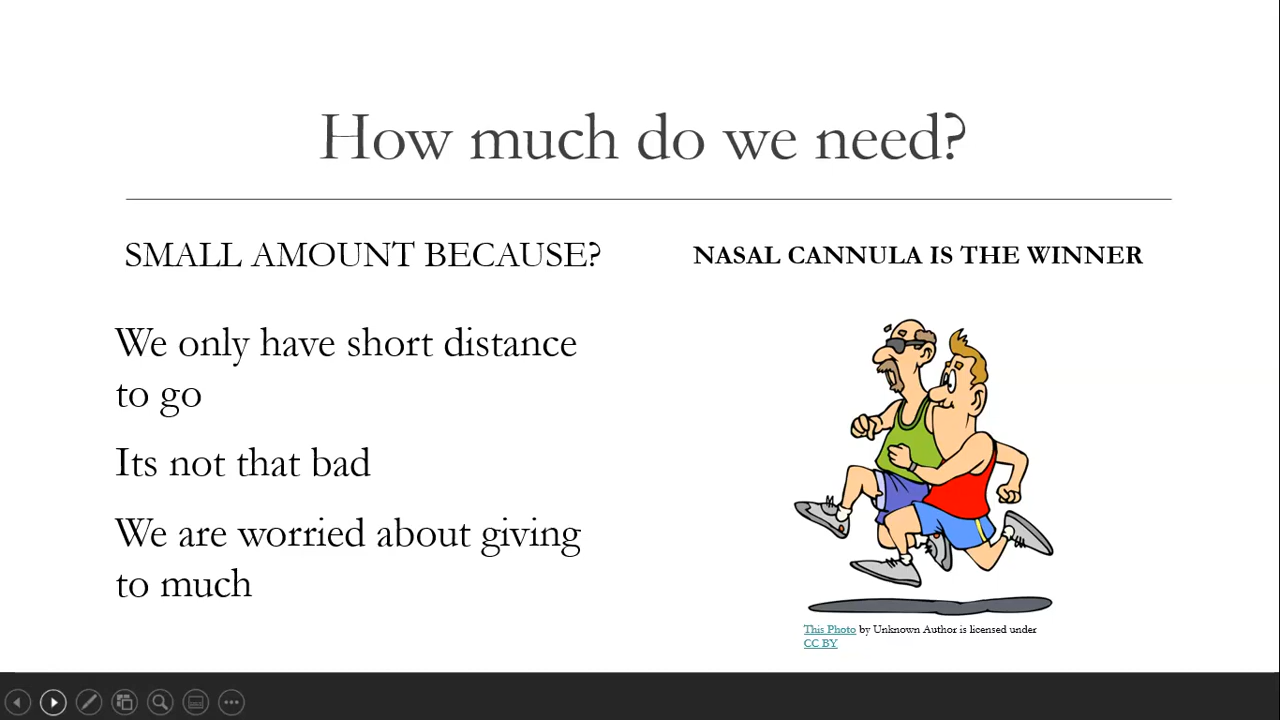 How much do we need?
SMALL AMOUNT BECAUSE?
We only have short distance
to go
Its not that bad
We are worried about giving
to much
NASAL CANNULA IS THE WINNER
This Photo by Unknown Author is licensed under
CC BY